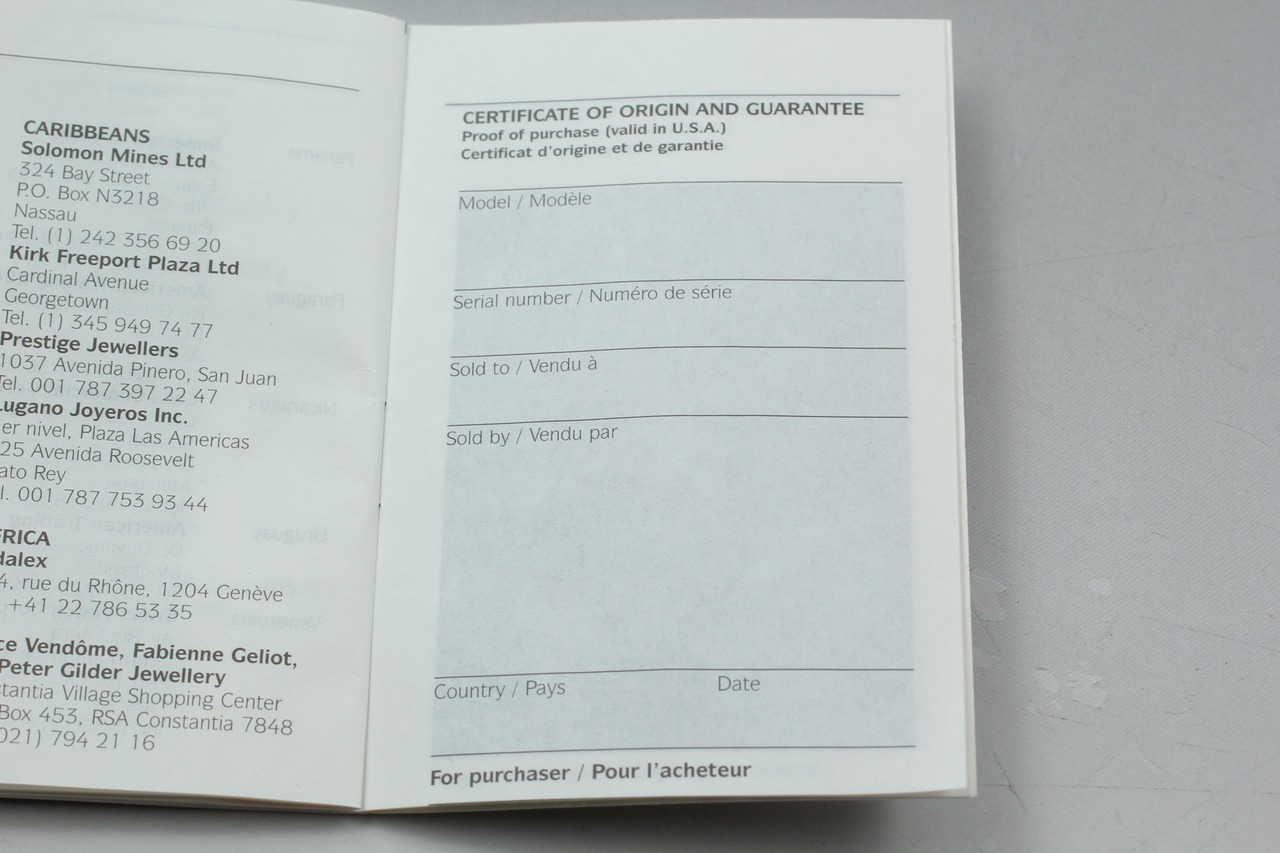 CARIBBEANS
Solomon Mines Ltd
324 Bay Street
P.O. Box N3218
Nassau
Tel. (1) 242 356 69 20
Kirk Freeport Plaza Ltd
Cardinal Avenue
Georgetown
Tel. (1) 345 949 74 77
Prestige Jewellers
1037 Avenida Pinero, San Juan
Tel. 001 787 397 22 47
Lugano Joyeros Inc.
er nivel, Plaza Las Americas
25 Avenida Roosevelt
ato Rey
l. 001 787 753 93 44
FRICA
dalex
4, rue du Rhône, 1204 Genève
+41 22 786 53 35
ce Vendôme, Fabienne Geliot,
Peter Gilder Jewellery
stantia Village Shopping Center
Box 453, RSA Constantia 7848
021) 794 21 16
CERTIFICATE OF ORIGIN AND GUARANTEE
Proof of purchase (valid in U.S.A.)
Certificat d'origine et de garantie
Model / Modèle
Serial number / Numéro de série
Sold to / Vendu à
Sold by / Vendu par
Country / Pays Date
For purchaser / Pour l'acheteur